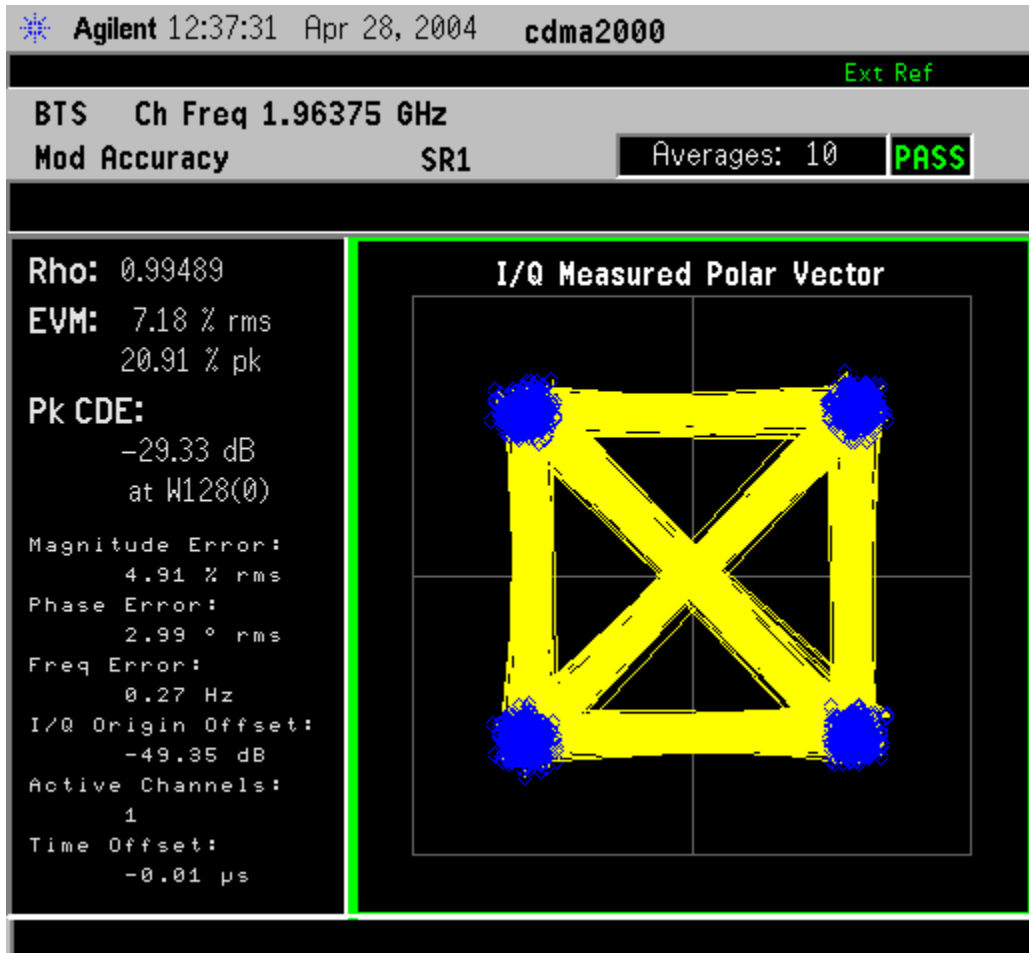 Agilent 12:37:31 Apr 28, 2004 cdma2000
Ext Ref
BTS Ch Freq 1.96375 GHz
Mod Accuracy SR1 Averages: 10 PASS
Rho: 0.99489
EVM: 7.18 % rms
20.91 % pk
Pk CDE:
-29.33 dB
at W128(0)
Magnitude Error:
4.91 % rms
Phase Error:
2.99 ° rms
Freq Error:
0.27 Hz
I/Q Origin Offset:
-49.35 dB
Active Channels:
1
Time Offset:
-0.01 µs
I/Q Measured Polar Vector